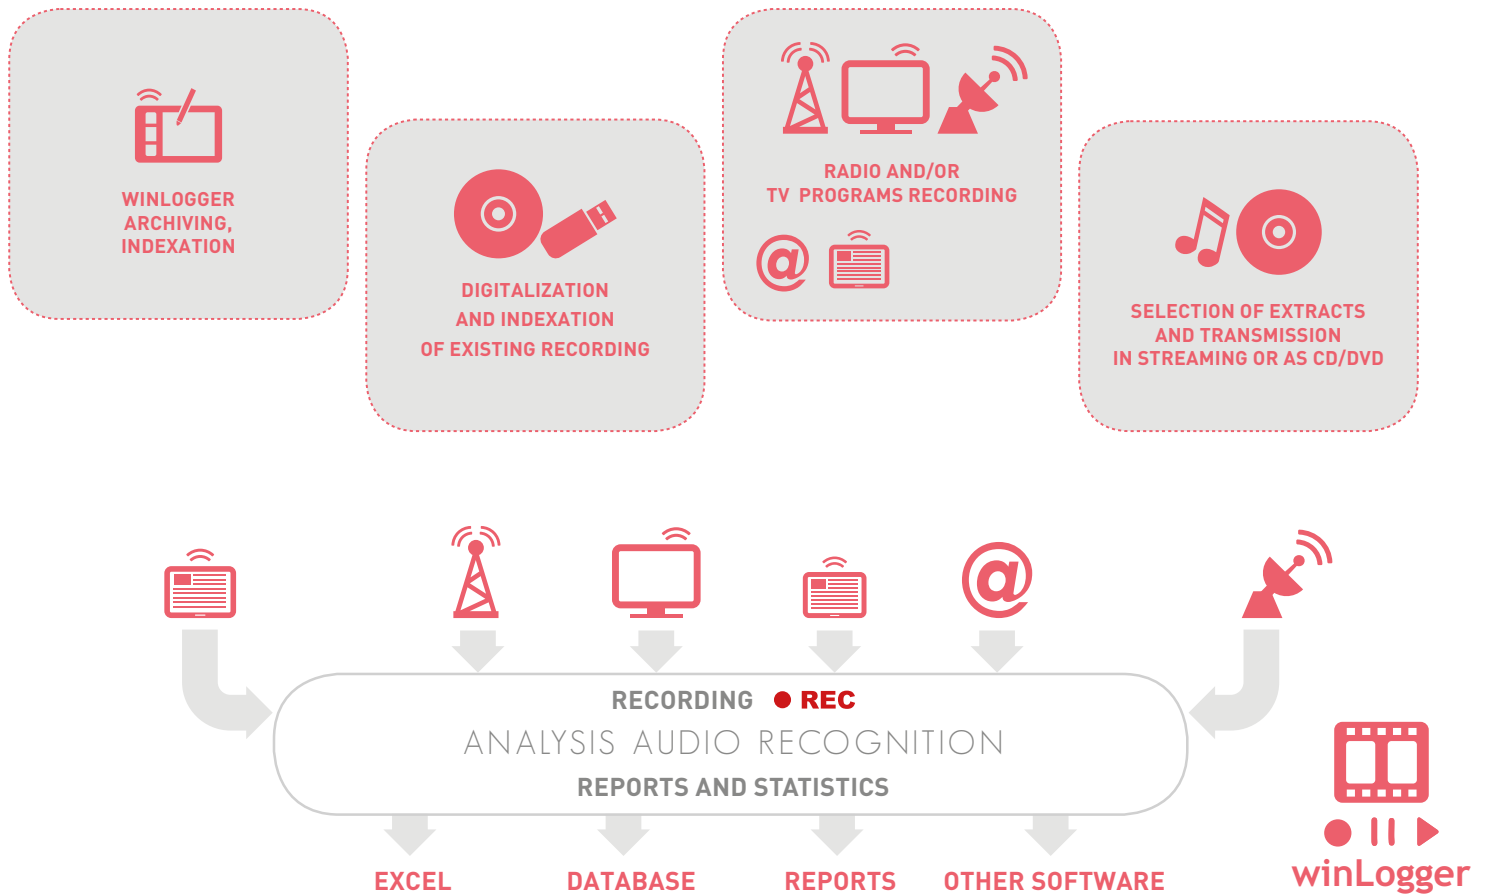 WINLOGGER
ARCHIVING,
INDEXATION
DIGITALIZATION
AND INDEXATION
OF EXISTING RECORDING
RADIO AND/OR
TV PROGRAMS RECORDING
@
SELECTION OF EXTRACTS
AND TRANSMISSION
IN STREAMING OR AS CD/DVD
@
RECORDING ● REC
ANALYSIS AUDIO RECOGNITION
REPORTS AND STATISTICS
EXCEL
DATABASE
REPORTS
OTHER SOFTWARE
winLogger